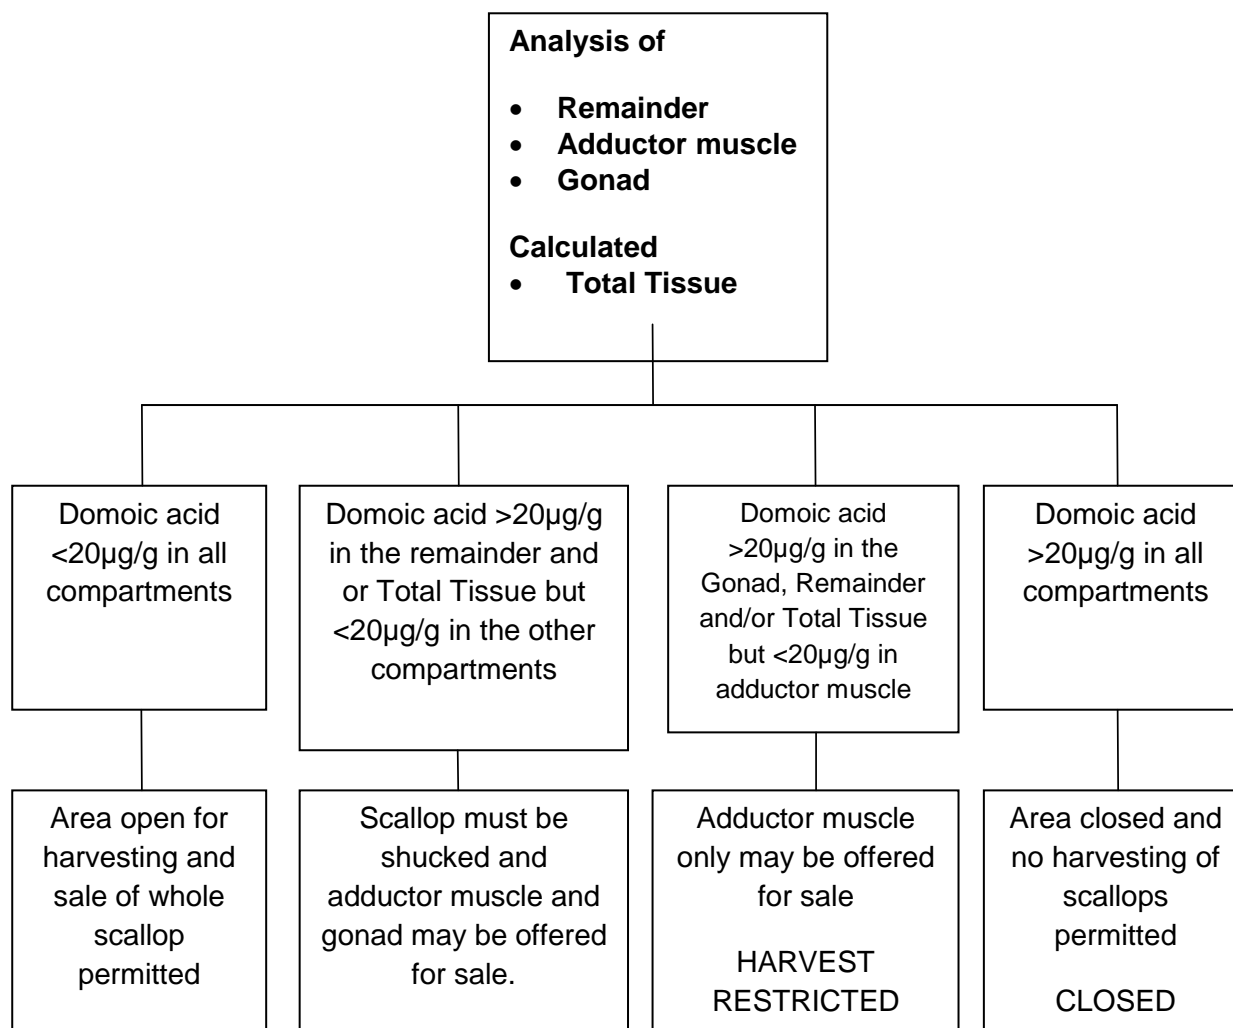 Analysis of
• Remainder
• Adductor muscle
• Gonad
Calculated
• Total Tissue
Domoic acid
<20µg/g in all
compartments
Domoic acid >20µg/g
in the remainder and
or Total Tissue but
<20µg/g in the other
compartments
Domoic acid
>20µg/g in the
Gonad, Remainder
and/or Total Tissue
but <20µg/g in
adductor muscle
Domoic acid
>20µg/g in all
compartments
Area open for
harvesting and
sale of whole
scallop
permitted
Scallop must be
shucked and
adductor muscle and
gonad may be offered
for sale.
Adductor muscle
only may be offered
for sale
HARVEST
RESTRICTED
Area closed and
no harvesting of
scallops
permitted
CLOSED